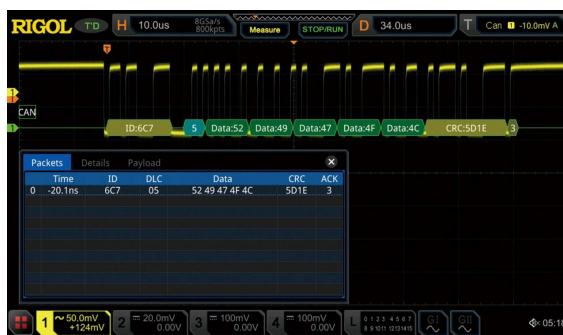 RIGOL T'D H 10.0us 8GSa/s 800kpts Measure STOP/RUN D 34.0us T Can 1 -10.0mV A
T
1
CAN
ID:6C7 5 Data:52 Data:49 Data:47 Data:4F Data:4C CRC:5D1E 3
Packets Details Payload
Time ID DLC Data CRC ACK
0 -20.1ns 6C7 05 52 49 47 4F 4C 5D1E 3
1 50.0mV +124mV 2 20.0mV 0.00V 3 100mV 0.00V 4 100mV 0.00V L 0 1 2 3 4 5 6 7 8 9 10 11 12 13 14 15 GI GII 05:18